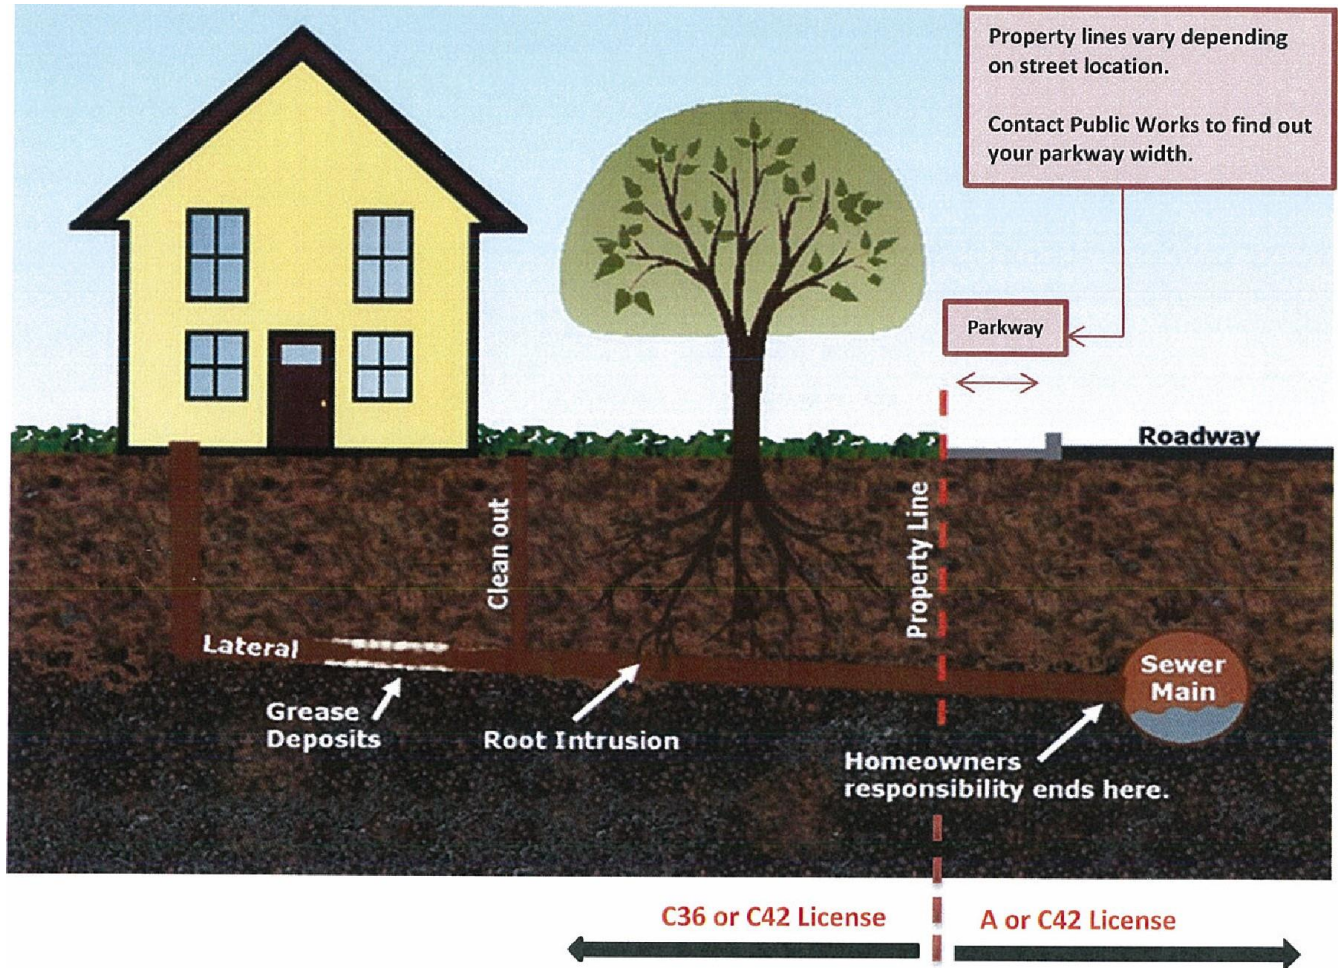 Property lines vary depending
on street location.
Contact Public Works to find out
your parkway width.
Parkway
Roadway
Clean out
Property Line
Lateral
Sewer
Main
Grease
Deposits
Root Intrusion
Homeowners
responsibility ends here.
C36 or C42 License
A or C42 License